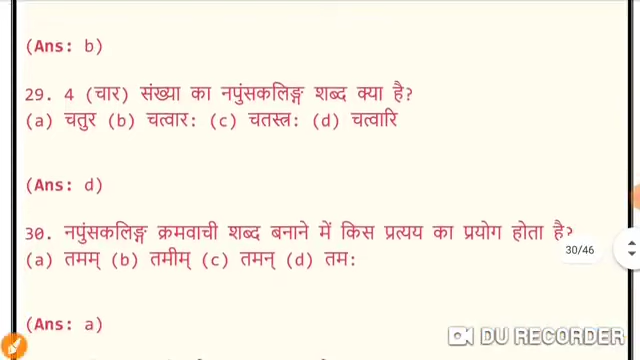 (Ans: b)
29. 4 (चार) संख्या का नपुंसकलिङ्ग शब्द क्या है?
(a) चतुर (b) चत्वार: (c) चतस्त्र: (d) चत्वारि
(Ans: d)
30. नपुंसकलिङ्ग क्रमवाची शब्द बनाने में किस प्रत्यय का प्रयोग होता है?
(a) तमम् (b) तमीम् (c) तमन् (d) तम:
30/46
(Ans: a)
DU RECORDER